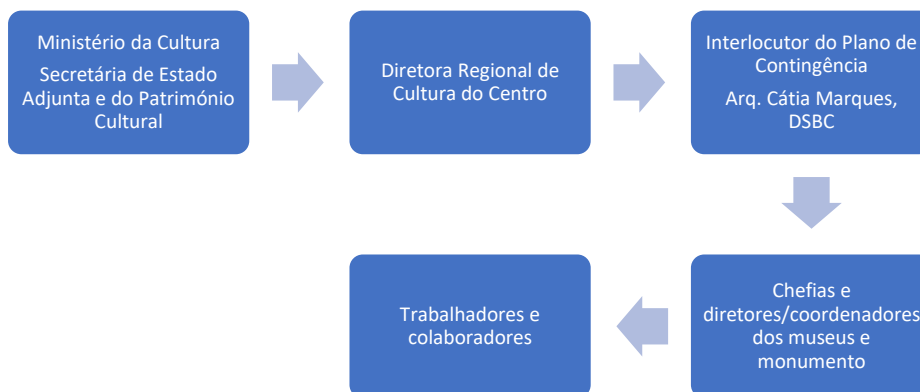 Ministério da Cultura
Secretária de Estado
Adjunta e do Património
Cultural
Diretora Regional de
Cultura do Centro
Interlocutor do Plano de
Contingência
Arq. Cátia Marques,
DSBC
Chefias e
diretores/coordenadores
dos museus e
monumento
Trabalhadores e
colaboradores